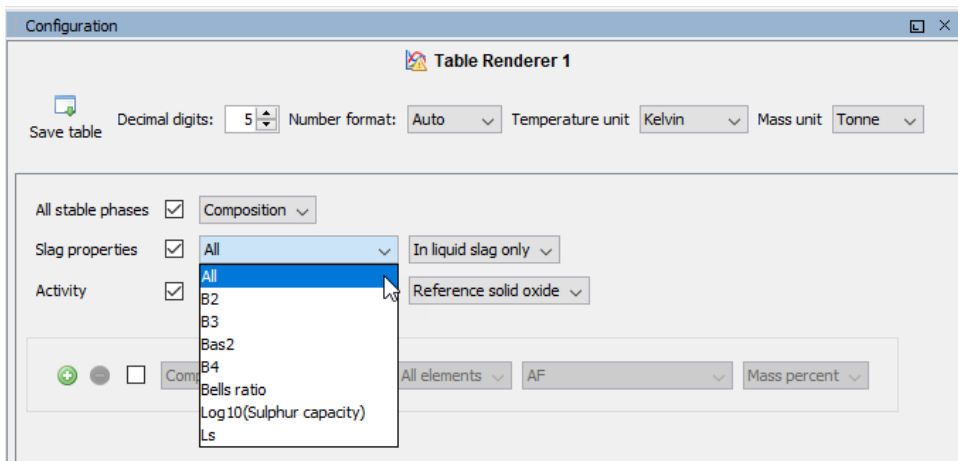 Configuration
Table Renderer 1
Save table
Decimal digits: 5 Number format: Auto Temperature unit Kelvin Mass unit Tonne
All stable phases Composition
Slag properties All In liquid slag only
Activity Reference solid oxide
All
B2
B3
Bas2
B4
Bells ratio
Log10(Sulphur capacity)
Ls
Comp All elements AF Mass percent